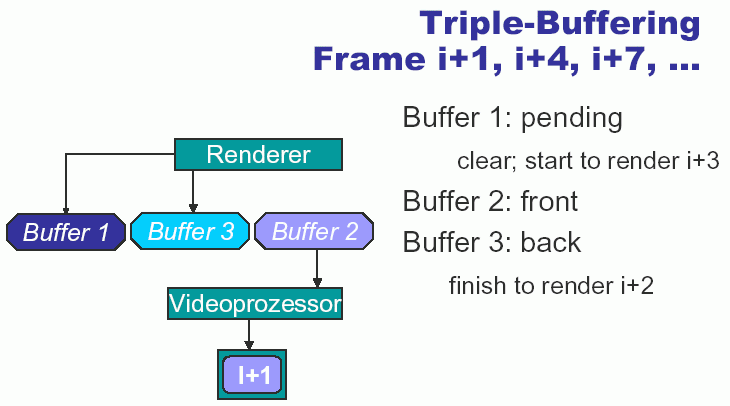 Triple-Buffering
Frame i+1, i+4, i+7, ...
Buffer 1: pending
clear; start to render i+3
Buffer 2: front
Buffer 3: back
finish to render i+2
Renderer
Buffer 1
Buffer 3
Buffer 2
Videoprozessor
I+1